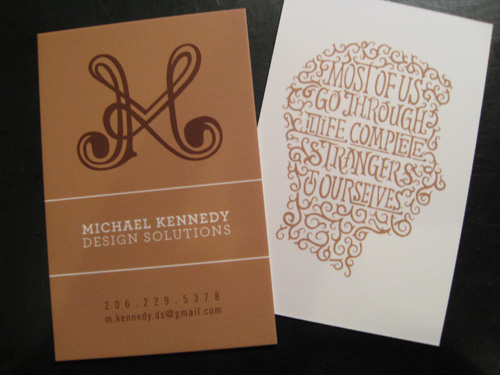 M
MICHAEL KENNEDY
DESIGN SOLUTIONS
206.229.5378
m.kennedy.ds@gmail.com
MOST OF US
GO THROUGH
LIFE COMPLETE
STRANGERS
TO OURSELVES